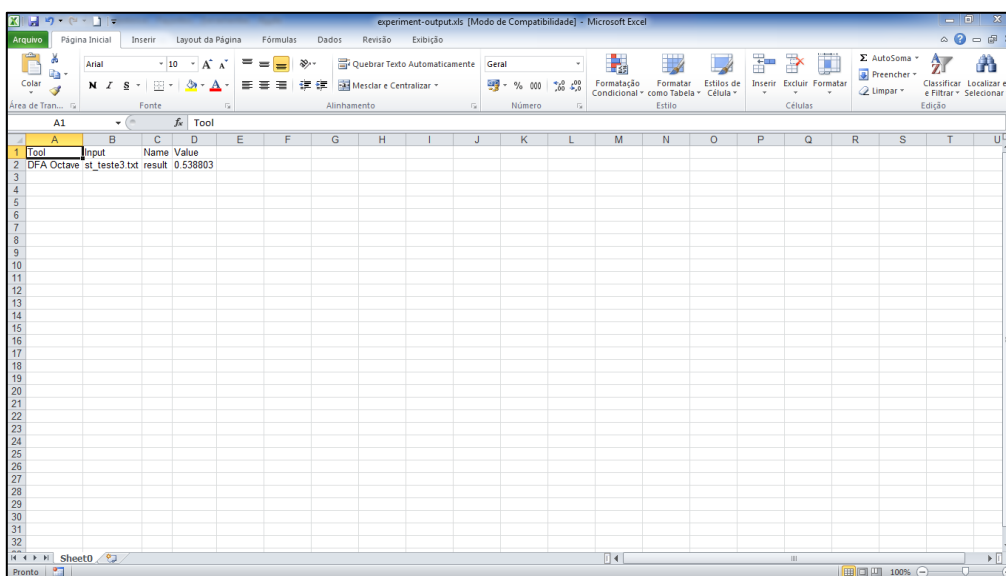 experiment-output.xls [Modo de Compatibilidade] - Microsoft Excel
Arquivo Página Inicial Inserir Layout da Página Fórmulas Dados Revisão Exibição
Colar
Área de Tran...
Arial 10 A A
N I S A
Fonte
Quebrar Texto Automaticamente
Mesclar e Centralizar
Alinhamento
Geral
% 000
Número
Formatação Condicional
Formatar como Tabela
Estilos de Célula
Estilo
Inserir Excluir Formatar
Células
Σ AutoSoma
Preencher
Limpar
Classificar e Filtrar
Localizar e Selecionar
Edição
A1 fx Tool
A B C D E F G H I J K L M N O P Q R S T U
1 Tool Input Name Value
2 DFA Octave st_teste3.txt result 0.538803
3
4
5
6
7
8
9
10
11
12
13
14
15
16
17
18
19
20
21
22
23
24
25
26
27
28
29
30
31
32
Sheet0
Pronto 100%